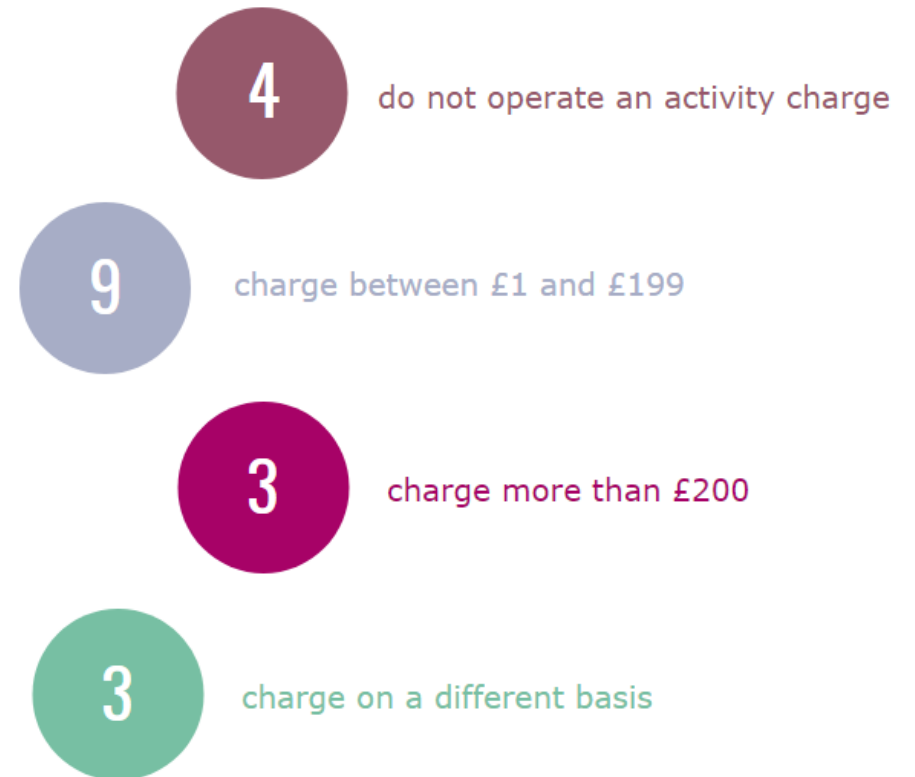 4
do not operate an activity charge
9
charge between £1 and £199
3
charge more than £200
3
charge on a different basis